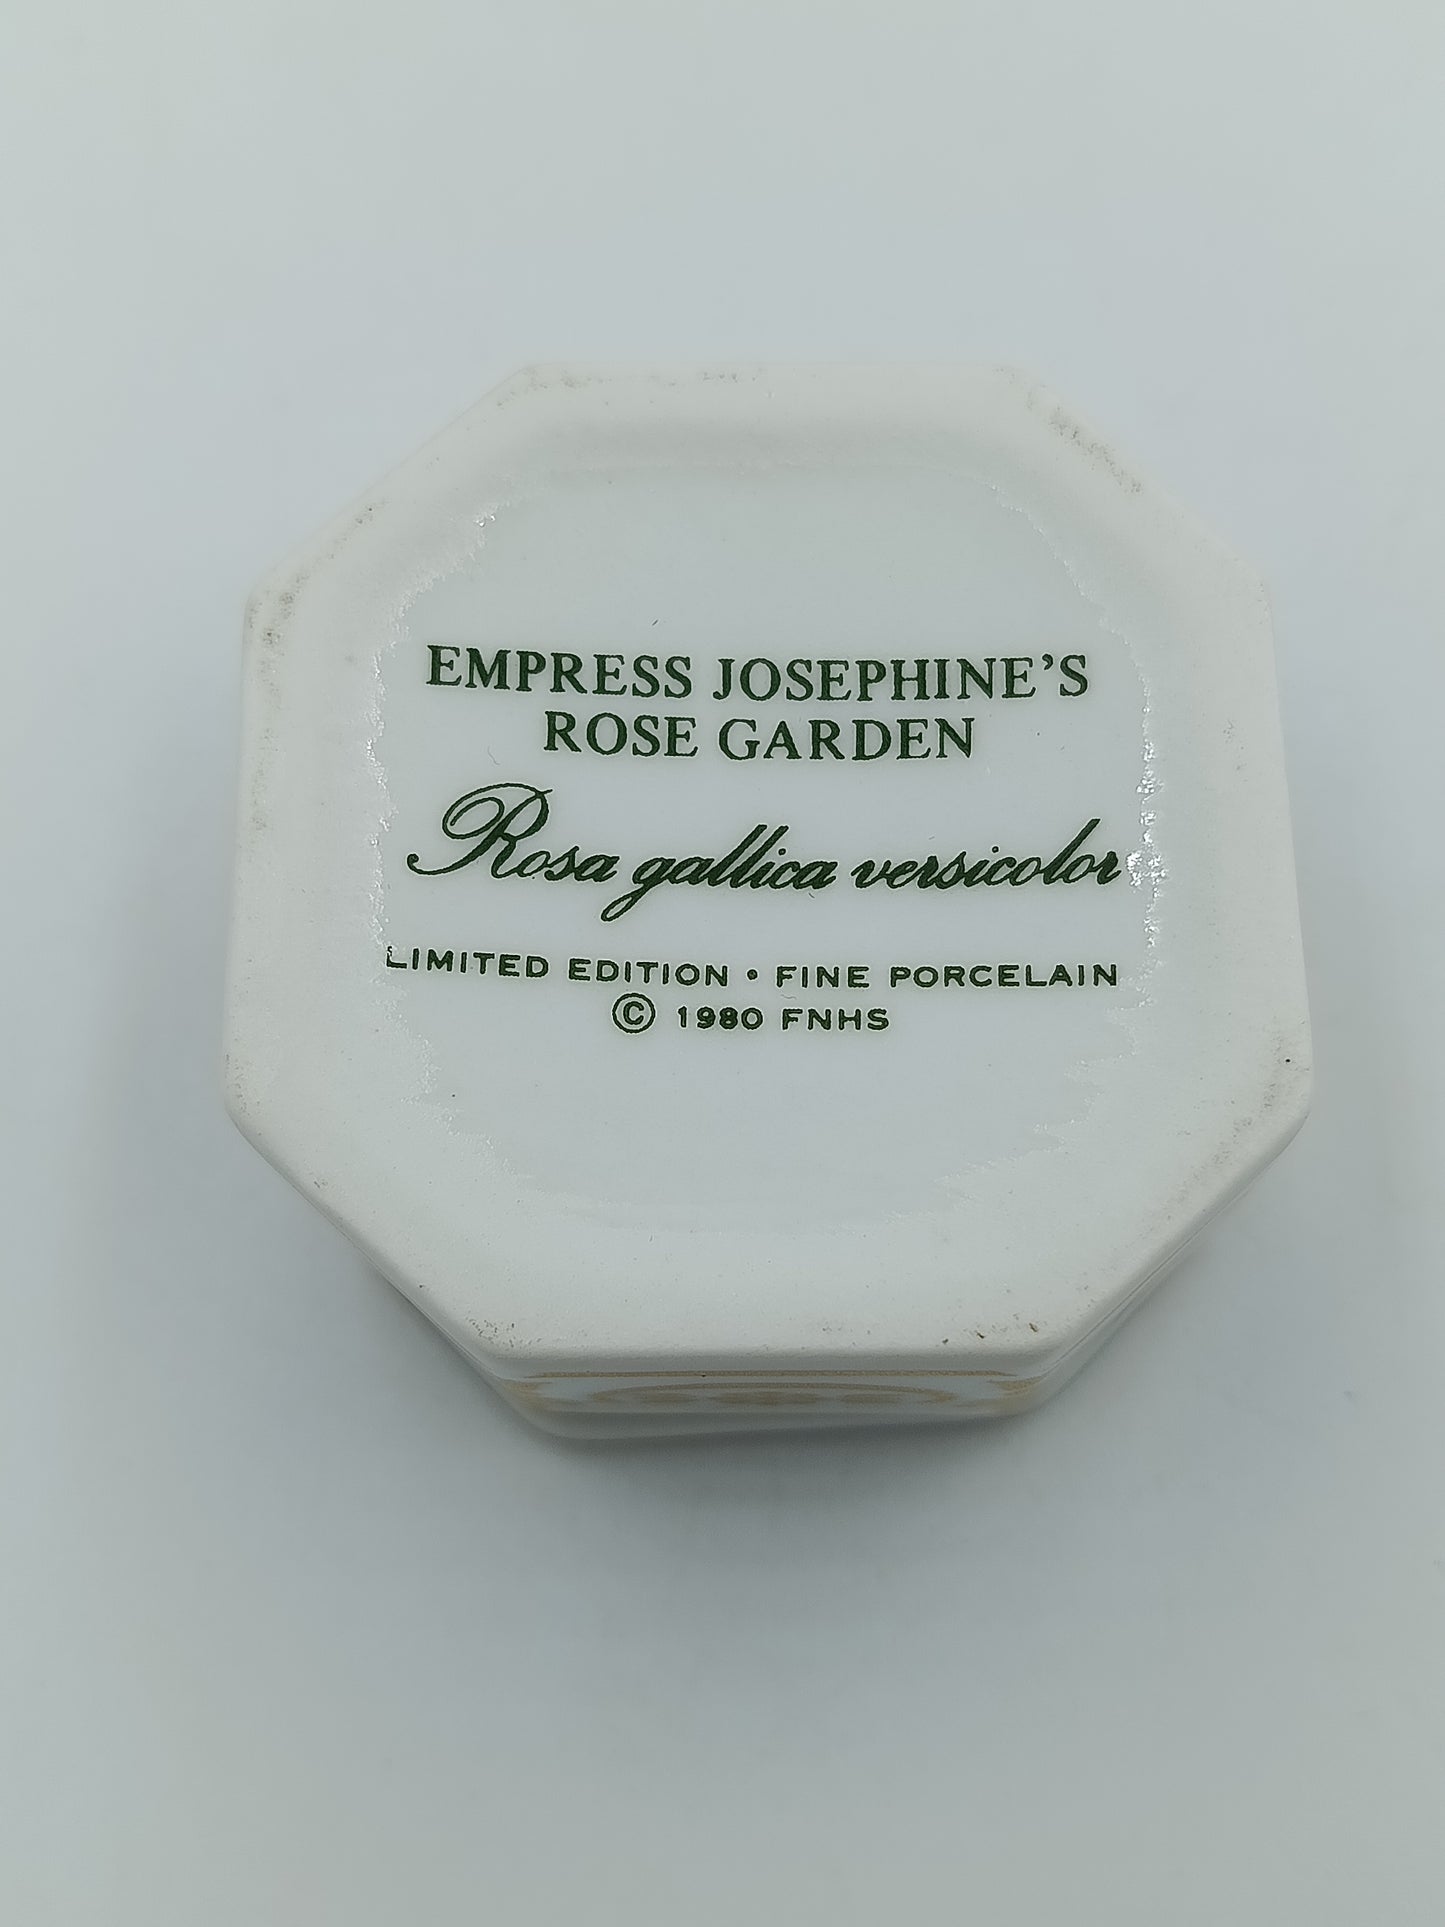 EMPRESS JOSEPHINE'S
ROSE GARDEN
Rosa gallica versicolor
LIMITED EDITION • FINE PORCELAIN
© 1980 FNHS